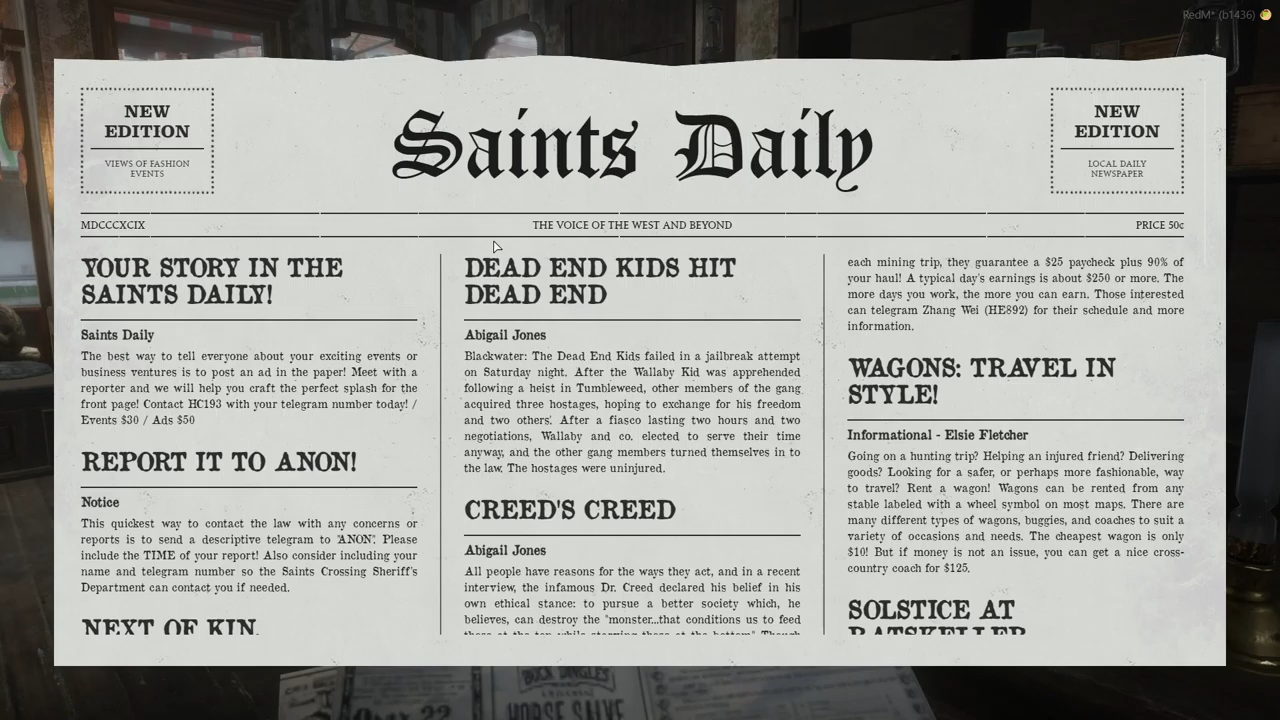 RedM* (b1436)
NEW
EDITION
VIEWS OF FASHION
EVENTS
Saints Daily
NEW
EDITION
LOCAL DAILY
NEWSPAPER
MDCCCXCIX
THE VOICE OF THE WEST AND BEYOND
PRICE 50¢
YOUR STORY IN THE
SAINTS DAILY!
Saints Daily
The best way to tell everyone about your exciting events or
business ventures is to post an ad in the paper! Meet with a
reporter and we will help you craft the perfect splash for the
front page! Contact HC193 with your telegram number today! /
Events $30 / Ads $50
REPORT IT TO ANON!
Notice
This quickest way to contact the law with any concerns or
reports is to send a descriptive telegram to "ANON". Please
include the TIME of your report! Also consider including your
name and telegram number so the Saints Crossing Sheriff's
Department can contact you if needed.
NEXT OF KIN.
DEAD END KIDS HIT
DEAD END
Abigail Jones
Blackwater: The Dead End Kids failed in a jailbreak attempt
on Saturday night. After the Wallaby Kid was apprehended
following a heist in Tumbleweed, other members of the gang
acquired three hostages, hoping to exchange for his freedom
and two others'. After a fiasco lasting two hours and two
negotiations, Wallaby and co. elected to serve their time
anyway, and the other gang members turned themselves in to
the law. The hostages were uninjured.
CREED'S CREED
Abigail Jones
All people have reasons for the ways they act, and in a recent
interview, the infamous Dr. Creed declared his belief in his
own ethical stance: to pursue a better society which, he
believes, can destroy the "monster...that conditions us to feed
those at the top while starving those at the bottom." Though
each mining trip, they guarantee a $25 paycheck plus 90% of
your haul! A typical day's earnings is about $250 or more. The
more days you work, the more you can earn. Those interested
can telegram Zhang Wei (HE892) for their schedule and more
information.
WAGONS: TRAVEL IN
STYLE!
Informational - Elsie Fletcher
Going on a hunting trip? Helping an injured friend? Delivering
goods? Looking for a safer, or perhaps more fashionable, way
to travel? Rent a wagon! Wagons can be rented from any
stable labeled with a wheel symbol on most maps. There are
many different types of wagons, buggies, and coaches to suit a
variety of occasions and needs. The cheapest wagon is only
$10! But if money is not an issue, you can get a nice cross-
country coach for $125.
SOLSTICE AT
RATSKELLER
HORSE SALVE